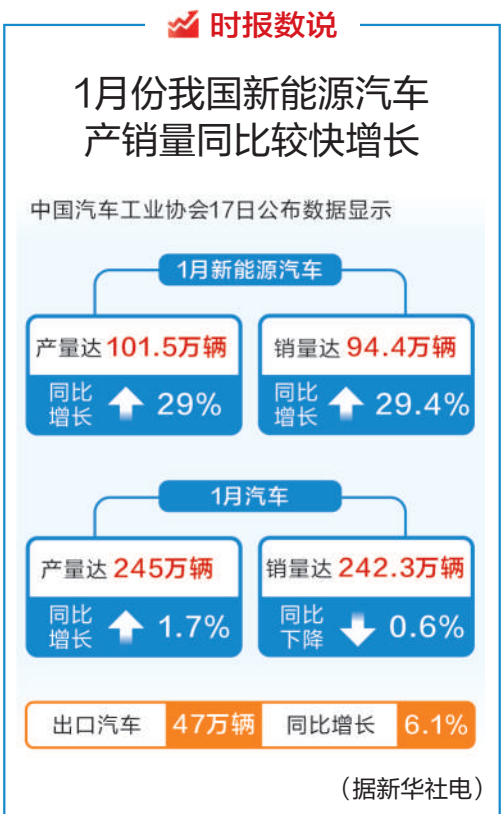 时报数说
1月份我国新能源汽车
产销量同比较快增长
中国汽车工业协会17日公布数据显示
1月新能源汽车
产量达101.5万辆
同比
增长
29%
销量达94.4万辆
同比
增长
29.4%
1月汽车
产量达245万辆
同比
增长
1.7%
销量达242.3万辆
同比
下降
0.6%
出口汽车 47万辆 同比增长 6.1%
（据新华社电）